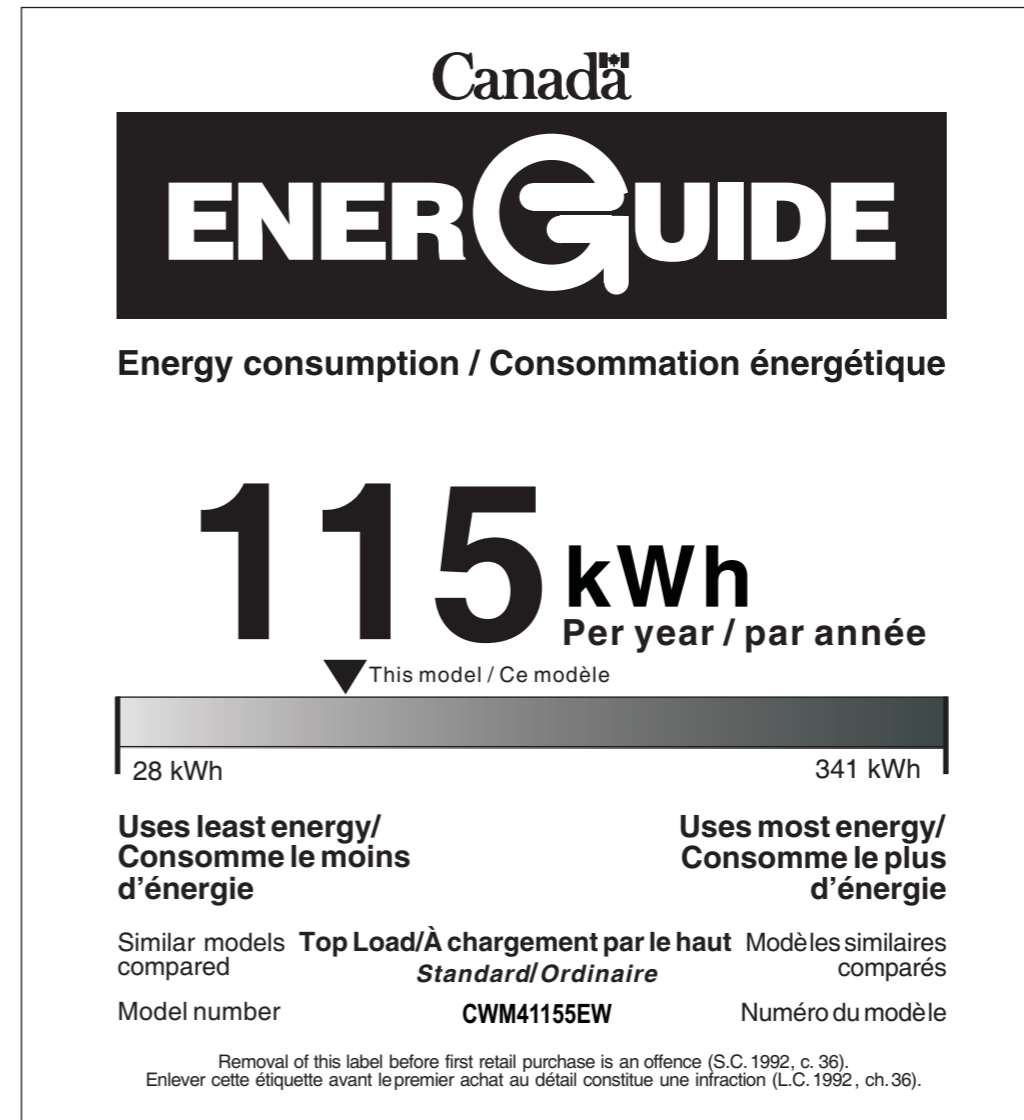 Canada
ENERGUIDE
Energy consumption / Consommation énergétique
115 kWh
Per year / par année
This model / Ce modèle
28 kWh 341 kWh
Uses least energy/ Uses most energy/
Consomme le moins Consomme le plus
d'énergie d'énergie
Similar models Top Load/À chargement par le haut Modèles similaires
compared Standard/Ordinaire comparés
Model number CWM41155EW Numéro du modèle
Removal of this label before first retail purchase is an offence (S.C. 1992, c. 36).
Enlever cette étiquette avant le premier achat au détail constitue une infraction (L.C. 1992, ch. 36).